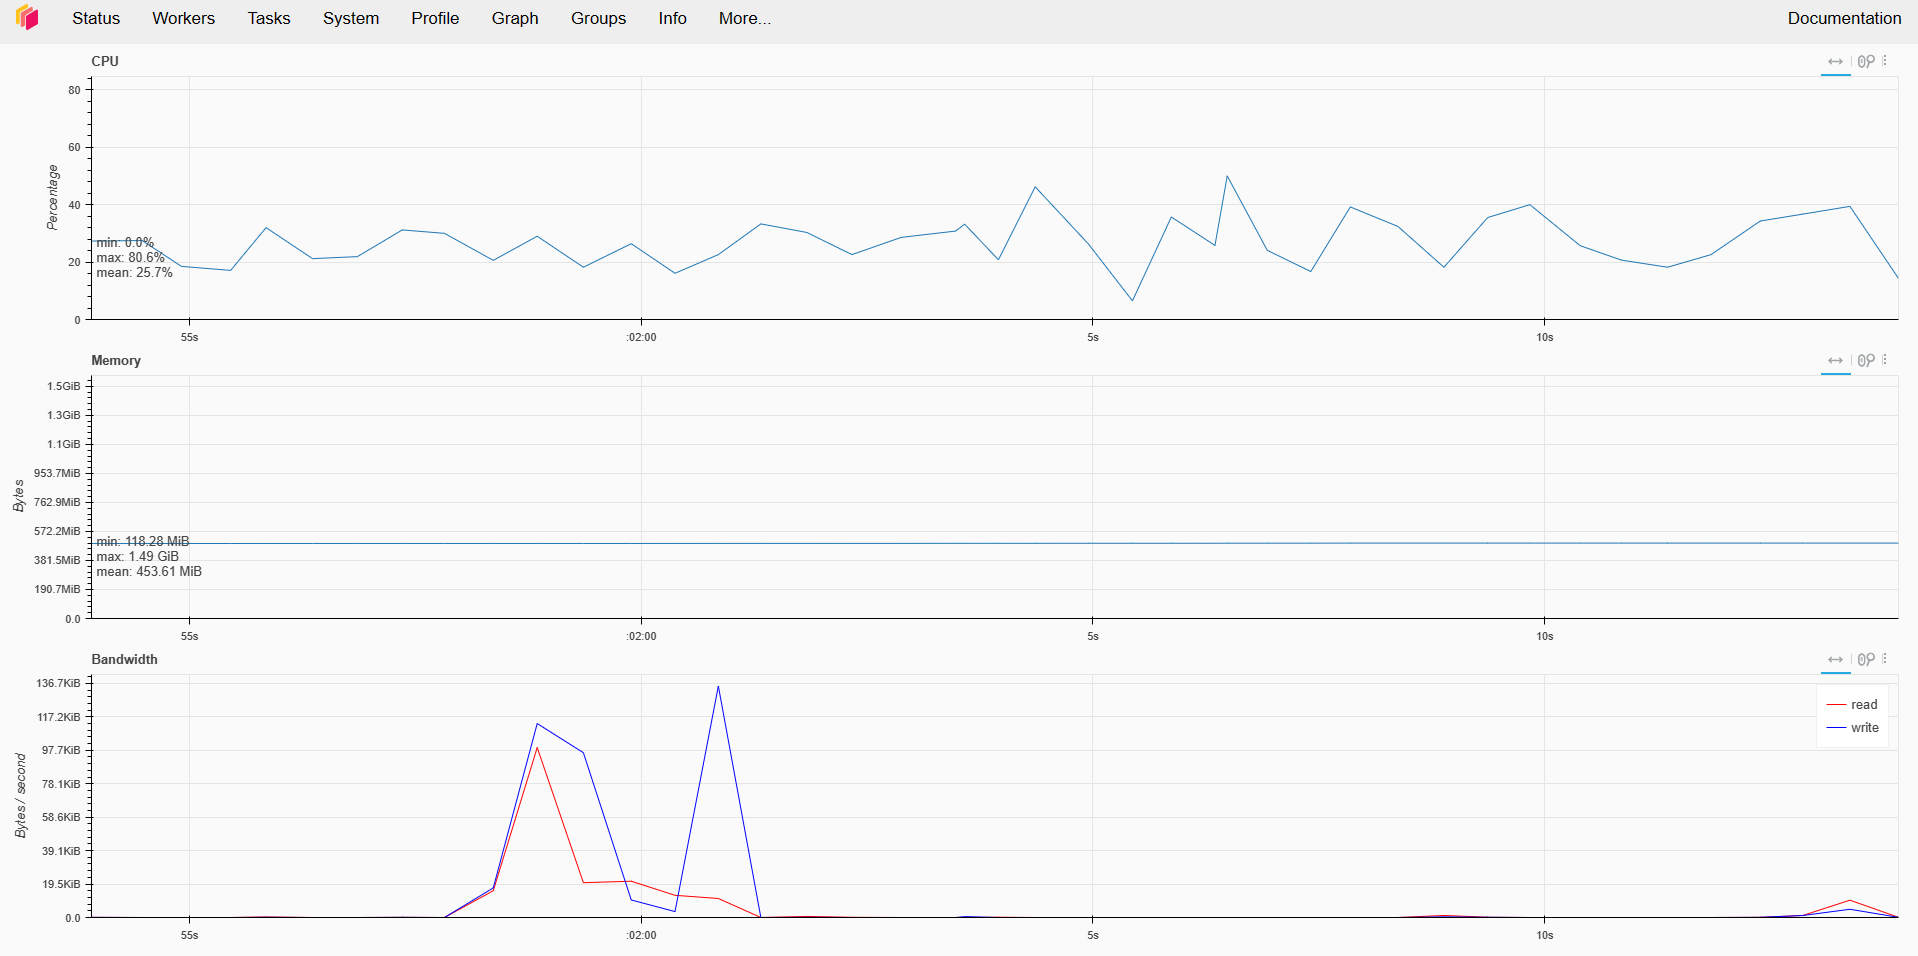 Status Workers Tasks System Profile Graph Groups Info More... Documentation
CPU
80
60
40
20
0
Percentage
min: 0.0%
max: 80.6%
mean: 25.7%
55s :02:00 5s 10s
Memory
1.5GiB
1.3GiB
1.1GiB
953.7MiB
762.9MiB
572.2MiB
381.5MiB
190.7MiB
0.0
Bytes
min: 118.28 MiB
max: 1.49 GiB
mean: 453.61 MiB
55s :02:00 5s 10s
Bandwidth
136.7KiB
117.2KiB
97.7KiB
78.1KiB
58.6KiB
39.1KiB
19.5KiB
0.0
Bytes / second
read
write
55s :02:00 5s 10s